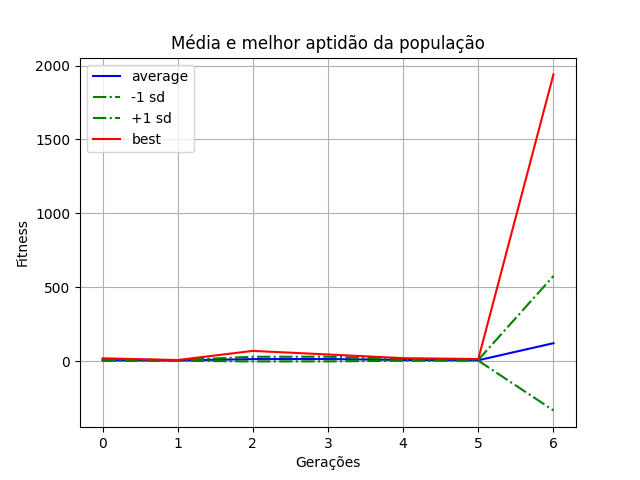 Média e melhor aptidão da população
average
-1 sd
+1 sd
best
2000
1500
1000
500
0
Fitness
0 1 2 3 4 5 6
Gerações